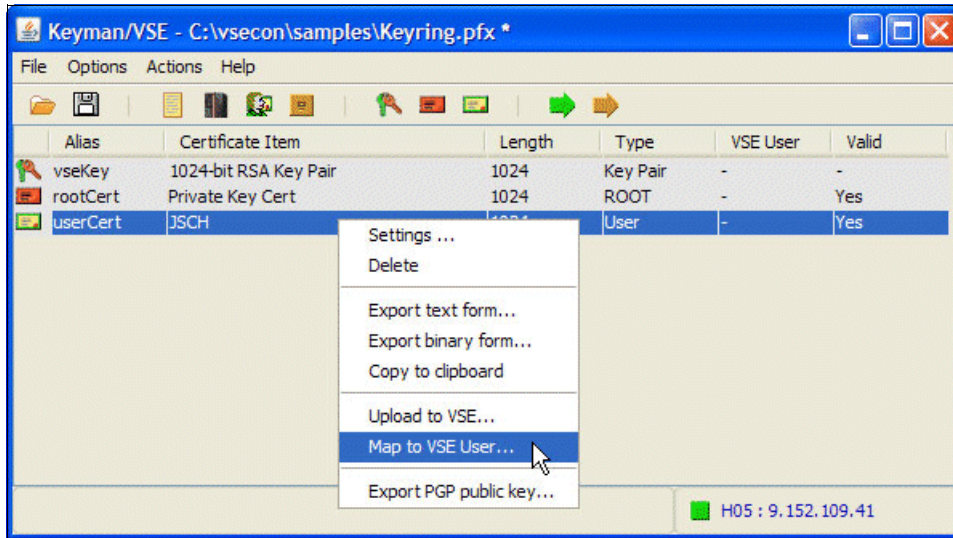 Keyman/VSE - C:\vsecon\samples\Keyring.pfx *
File Options Actions Help
Alias Certificate Item Length Type VSE User Valid
vseKey 1024-bit RSA Key Pair 1024 Key Pair - -
rootCert Private Key Cert 1024 ROOT - Yes
userCert JSCH 1024 User - Yes
Settings ...
Delete
Export text form...
Export binary form...
Copy to clipboard
Upload to VSE...
Map to VSE User...
Export PGP public key...
H05 : 9.152.109.41